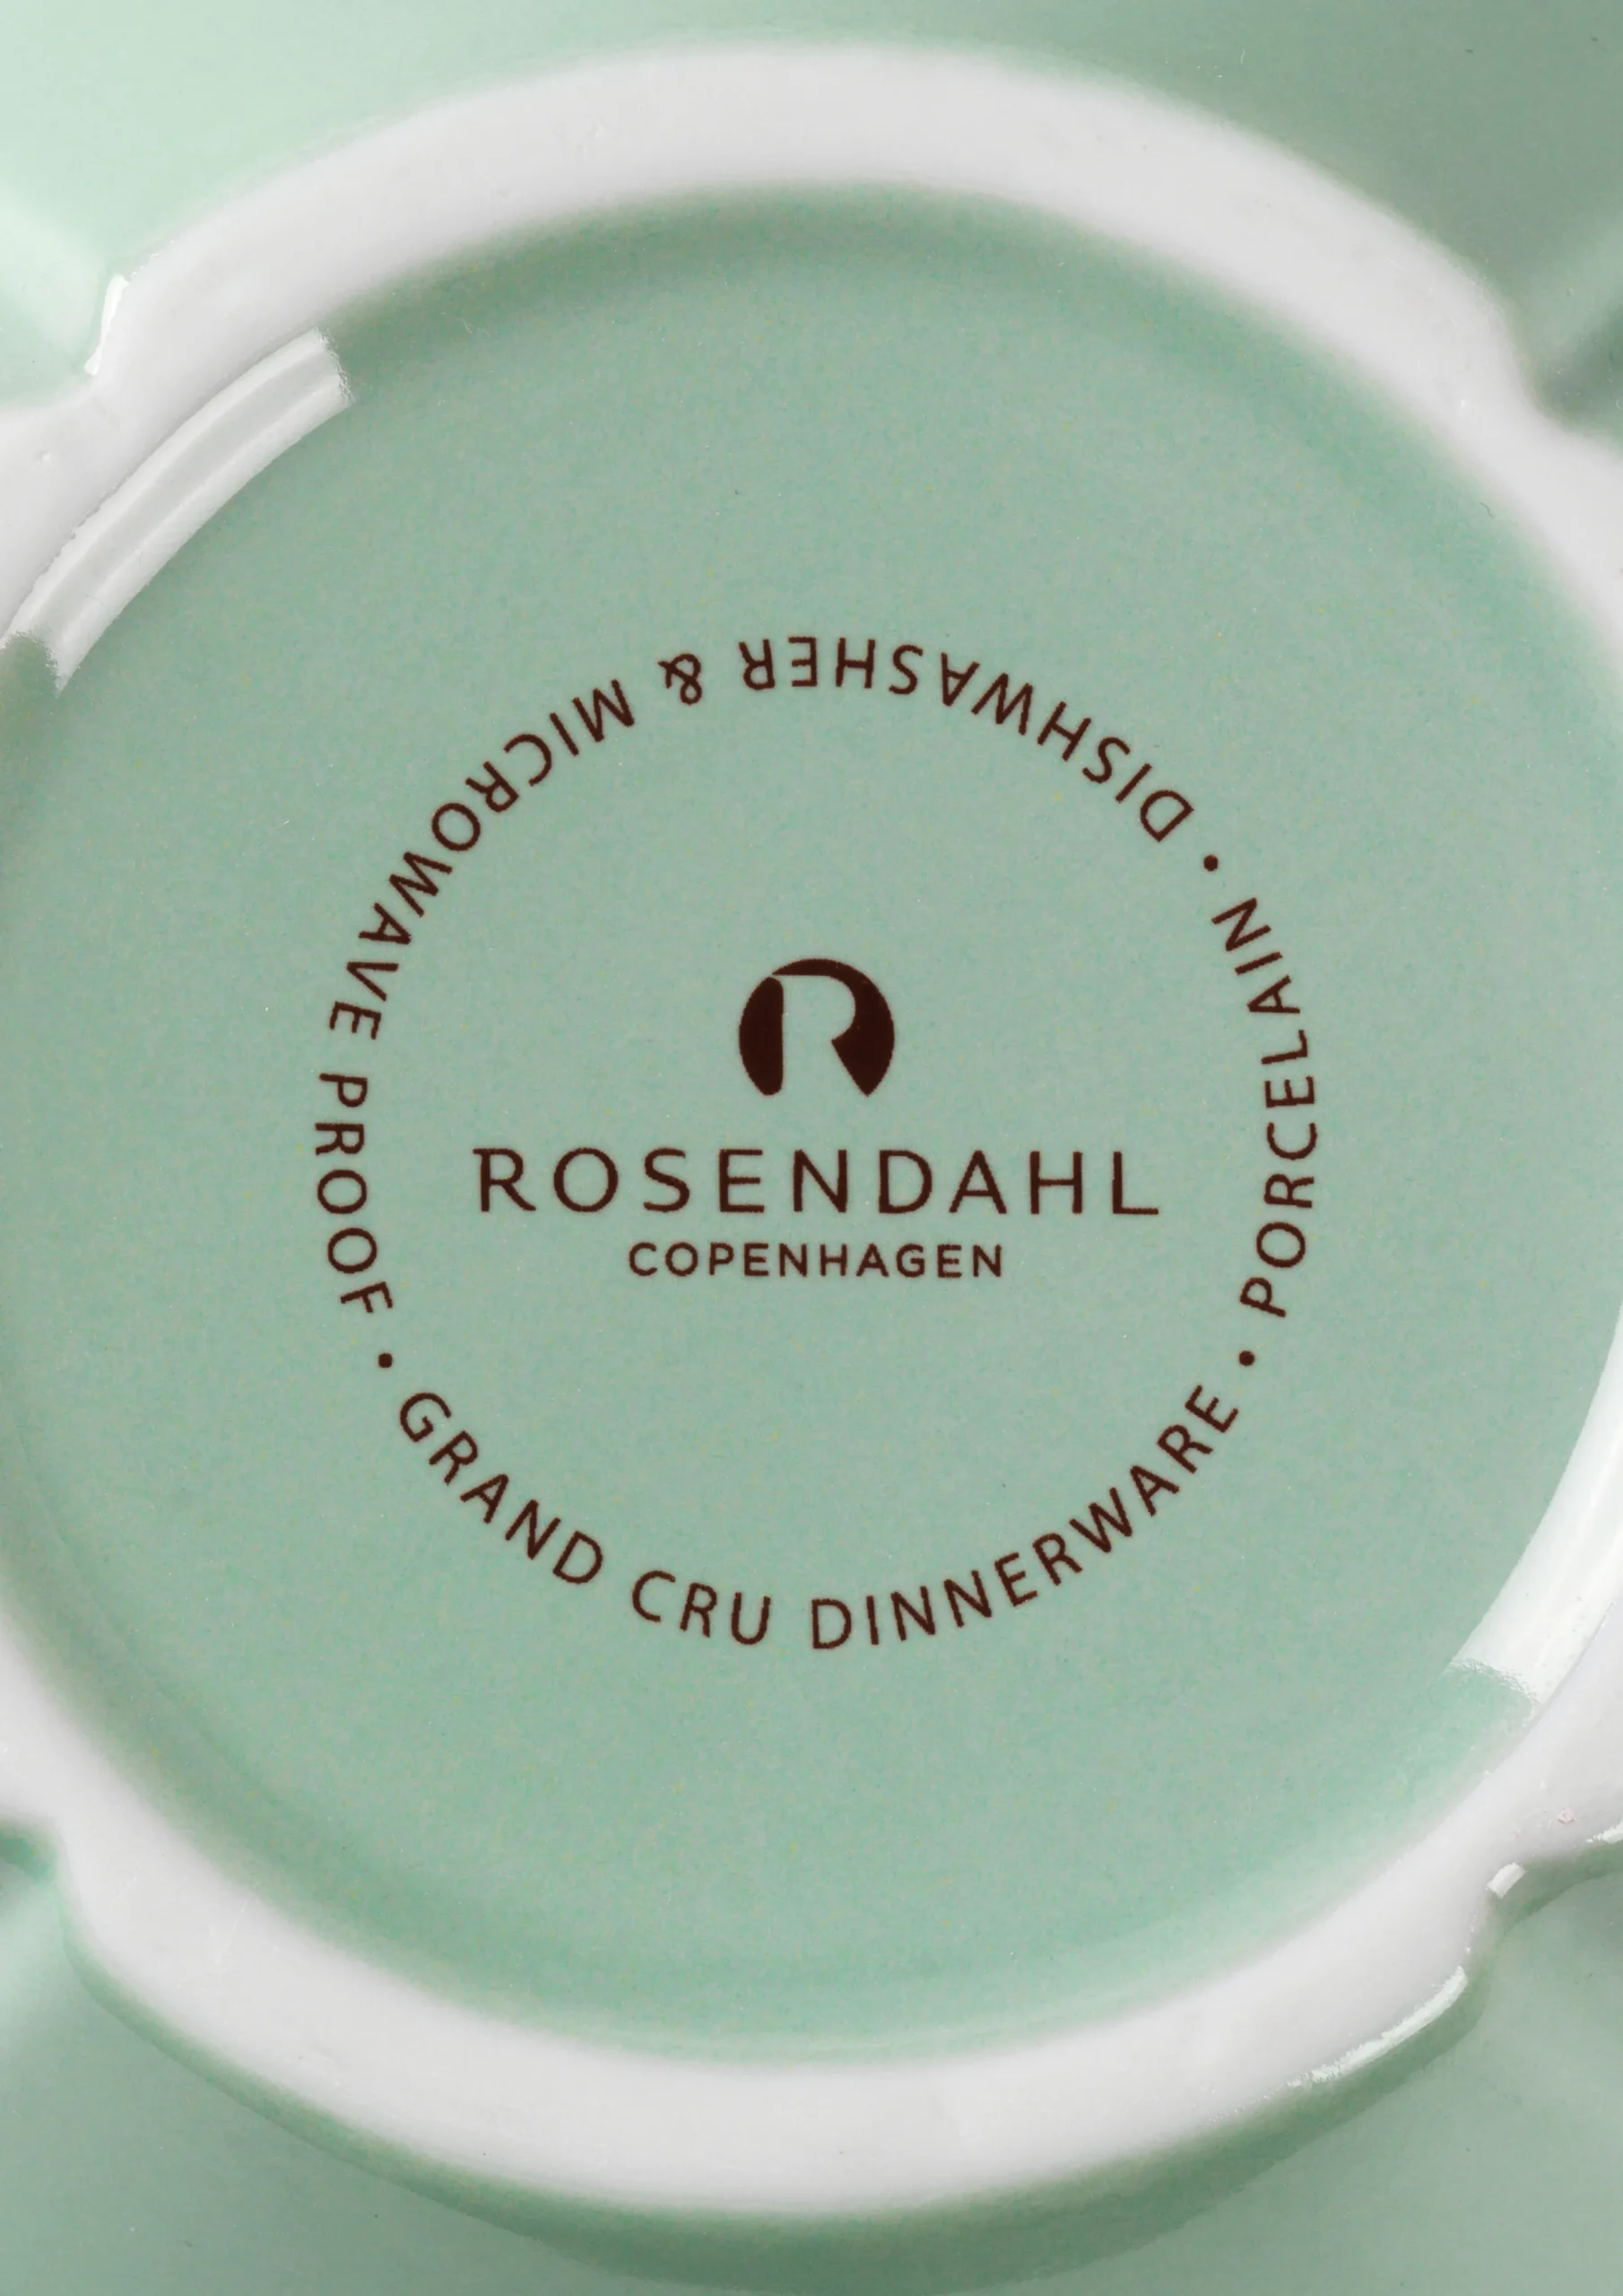 ROSENDAHL
COPENHAGEN
GRAND CRU DINNERWARE • PORCELAIN • DISHWASHER & MICROWAVE PROOF •